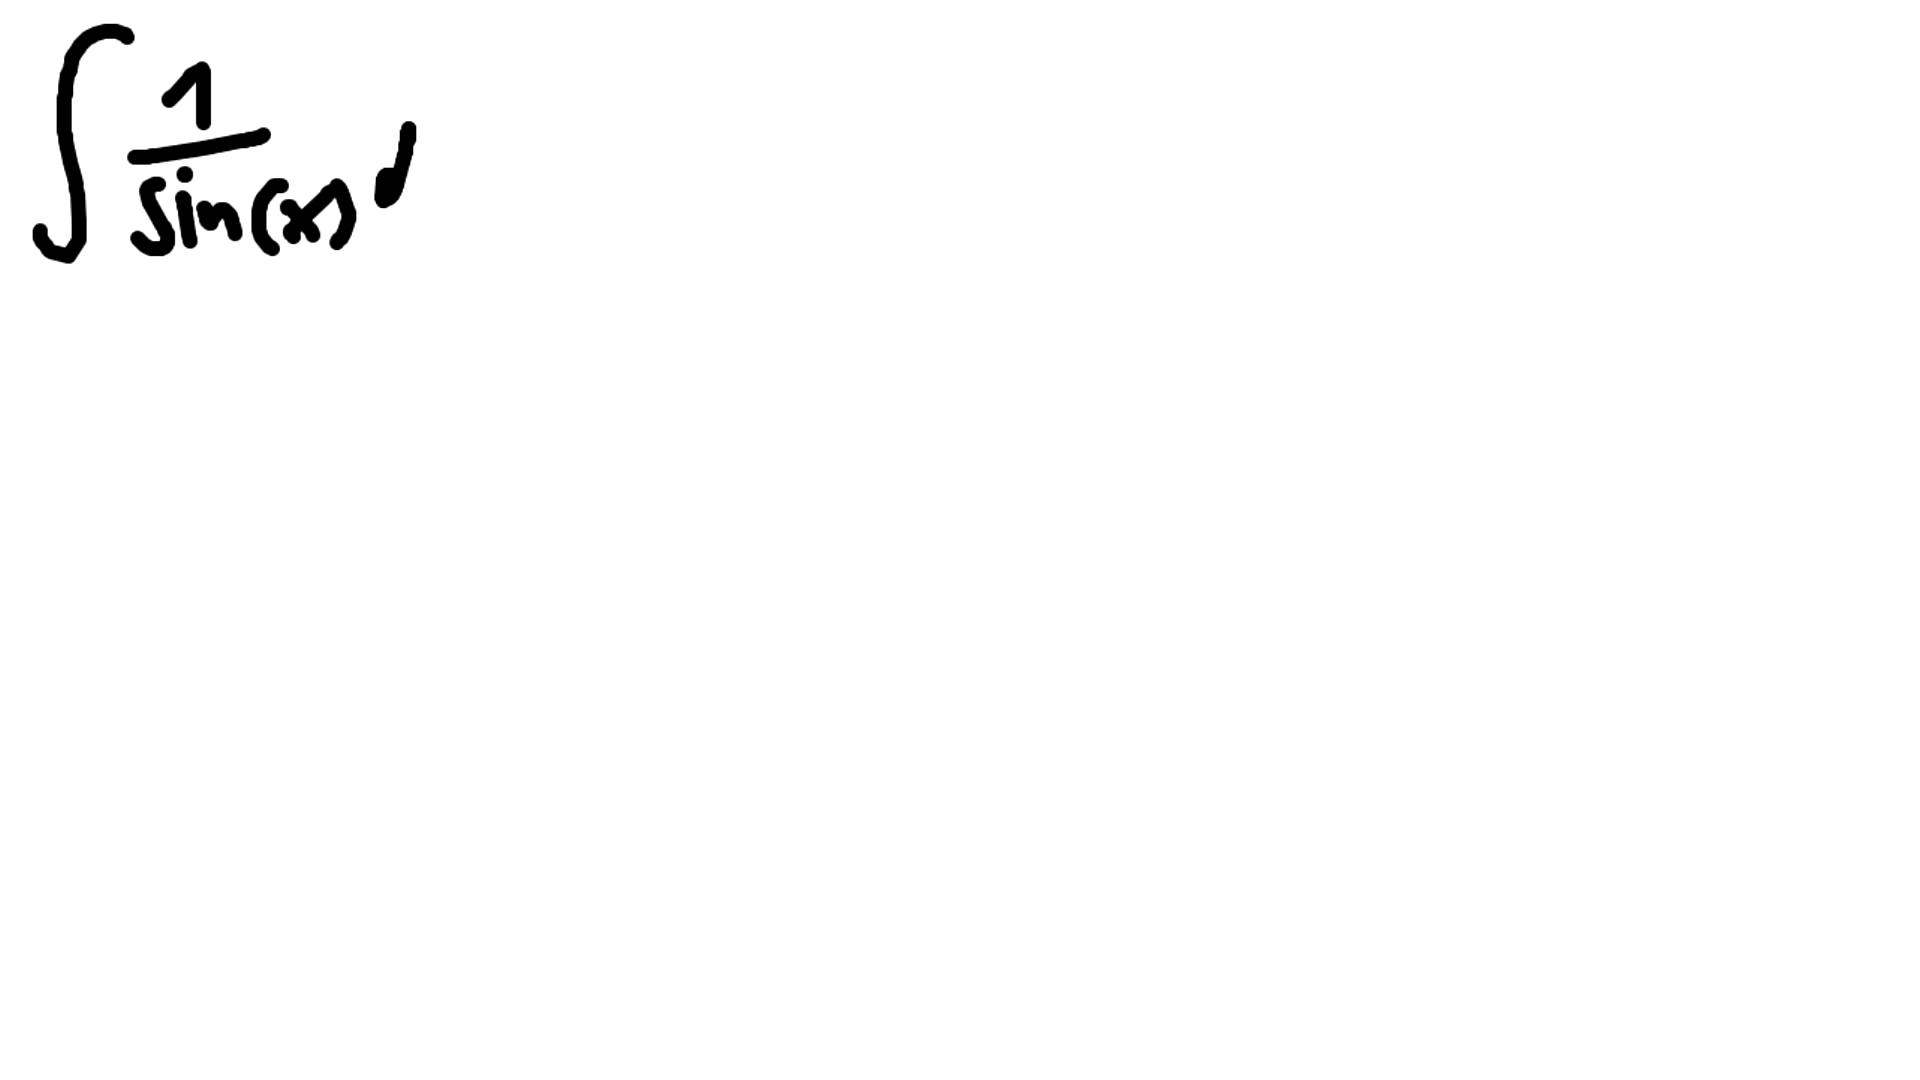 ∫ 1/sin(x) d